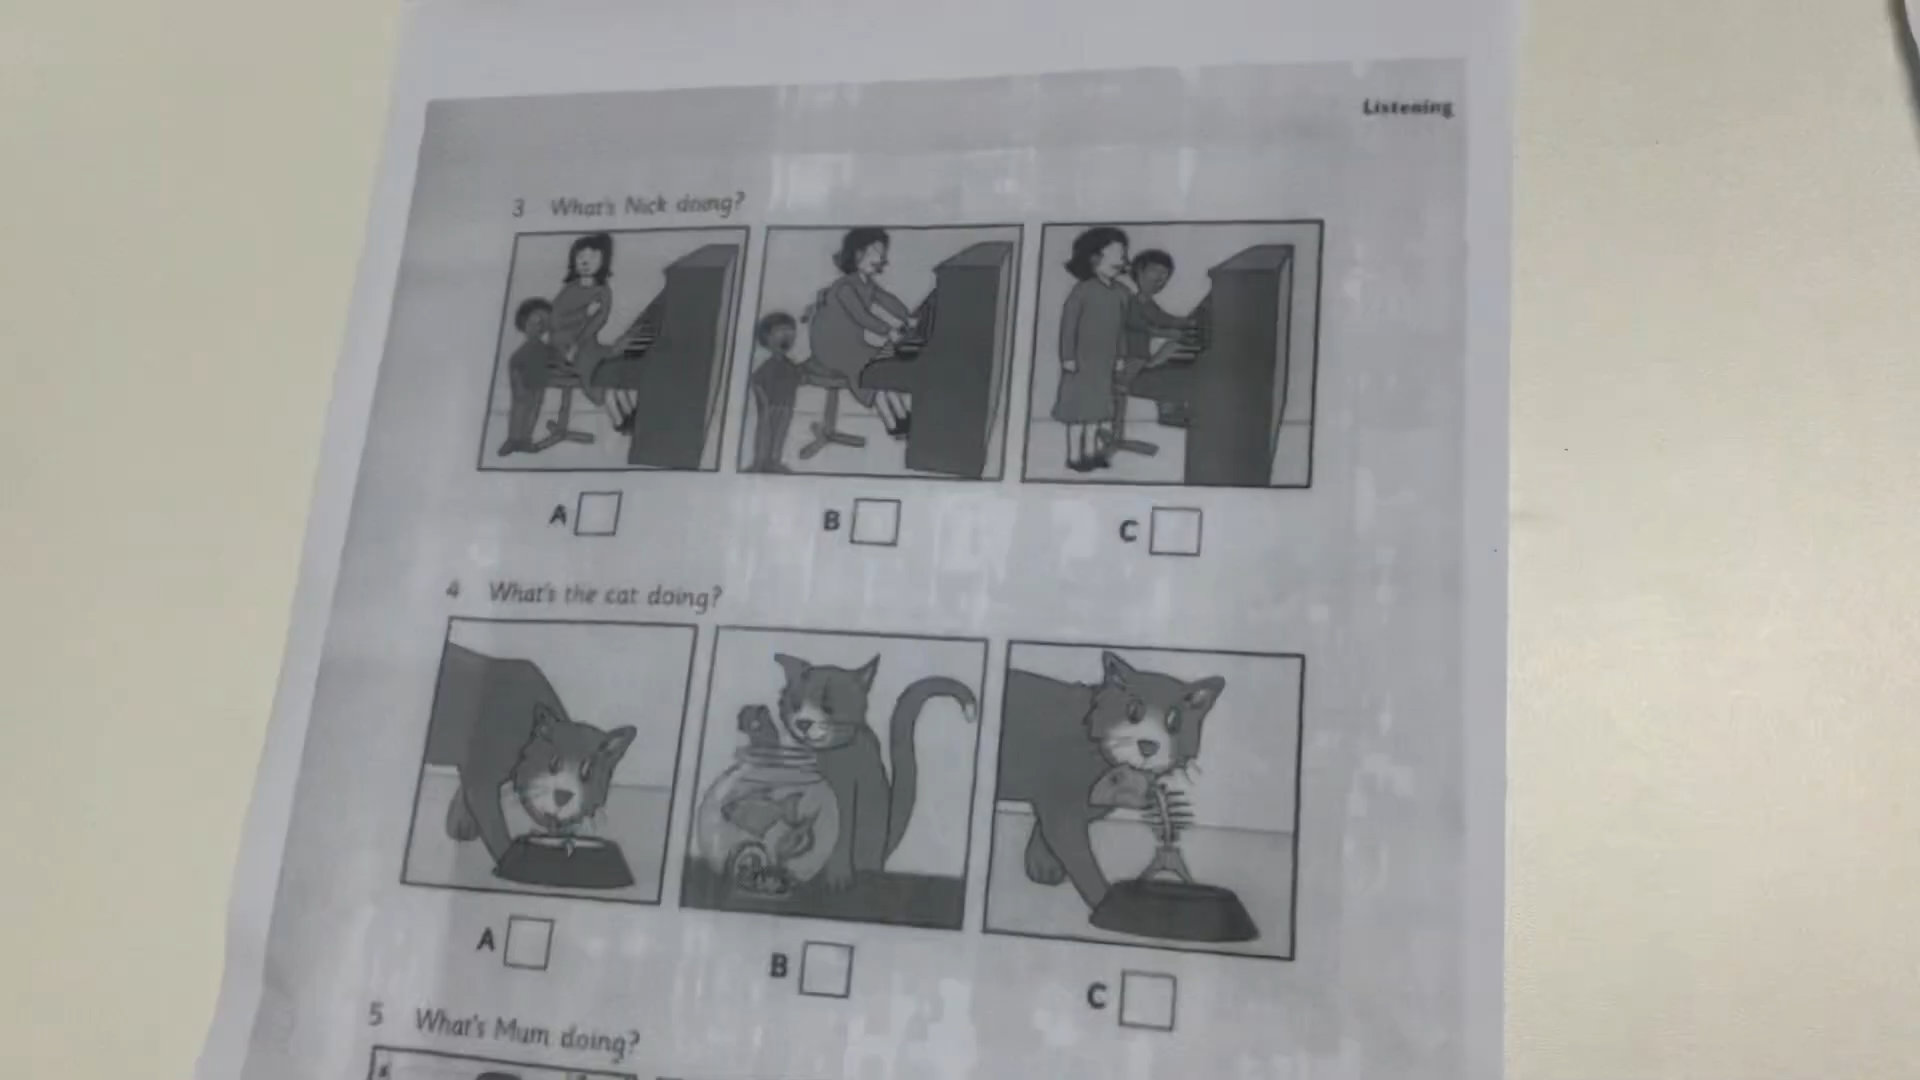 Listening
3 What's Nick doing?
A B C
4 What's the cat doing?
A B C
5 What's Mum doing?